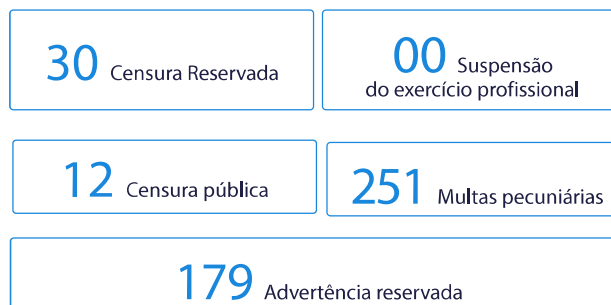 30 Censura Reservada
00 Suspensão
do exercício profissional
12 Censura pública
251 Multas pecuniárias
179 Advertência reservada